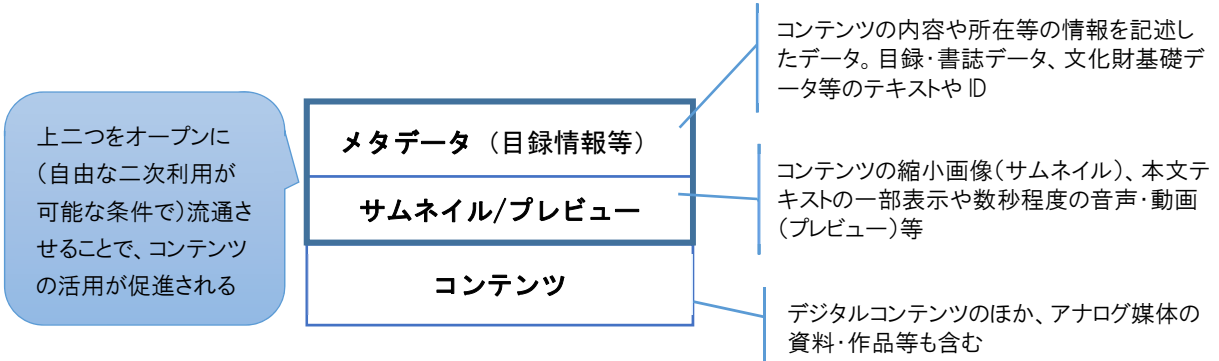 コンテンツの内容や所在等の情報を記述し
たデータ。目録・書誌データ、文化財基礎デ
ータ等のテキストや ID
上二つをオープンに
（自由な二次利用が
可能な条件で）流通さ
せることで、コンテンツ
の活用が促進される
メタデータ（目録情報等）
サムネイル/プレビュー
コンテンツ
コンテンツの縮小画像（サムネイル）、本文テ
キストの一部表示や数秒程度の音声・動画
（プレビュー）等
デジタルコンテンツのほか、アナログ媒体の
資料・作品等も含む